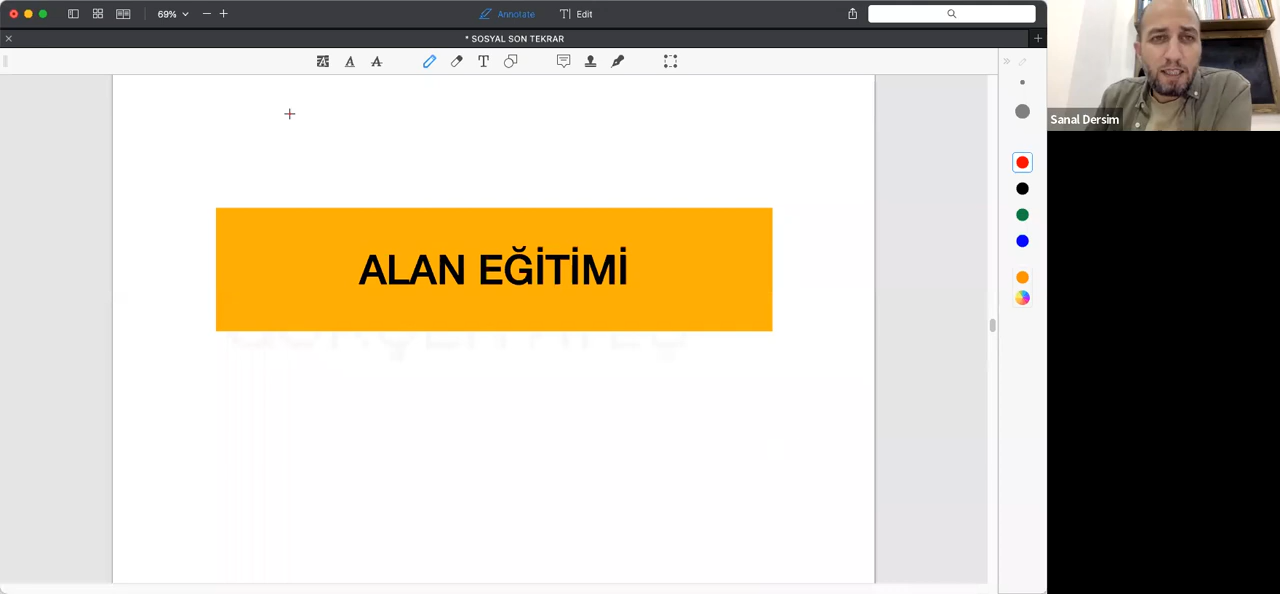 69%
Annotate
Edit
* SOSYAL SON TEKRAR
Sanal Dersim
ALAN EĞİTİMİ